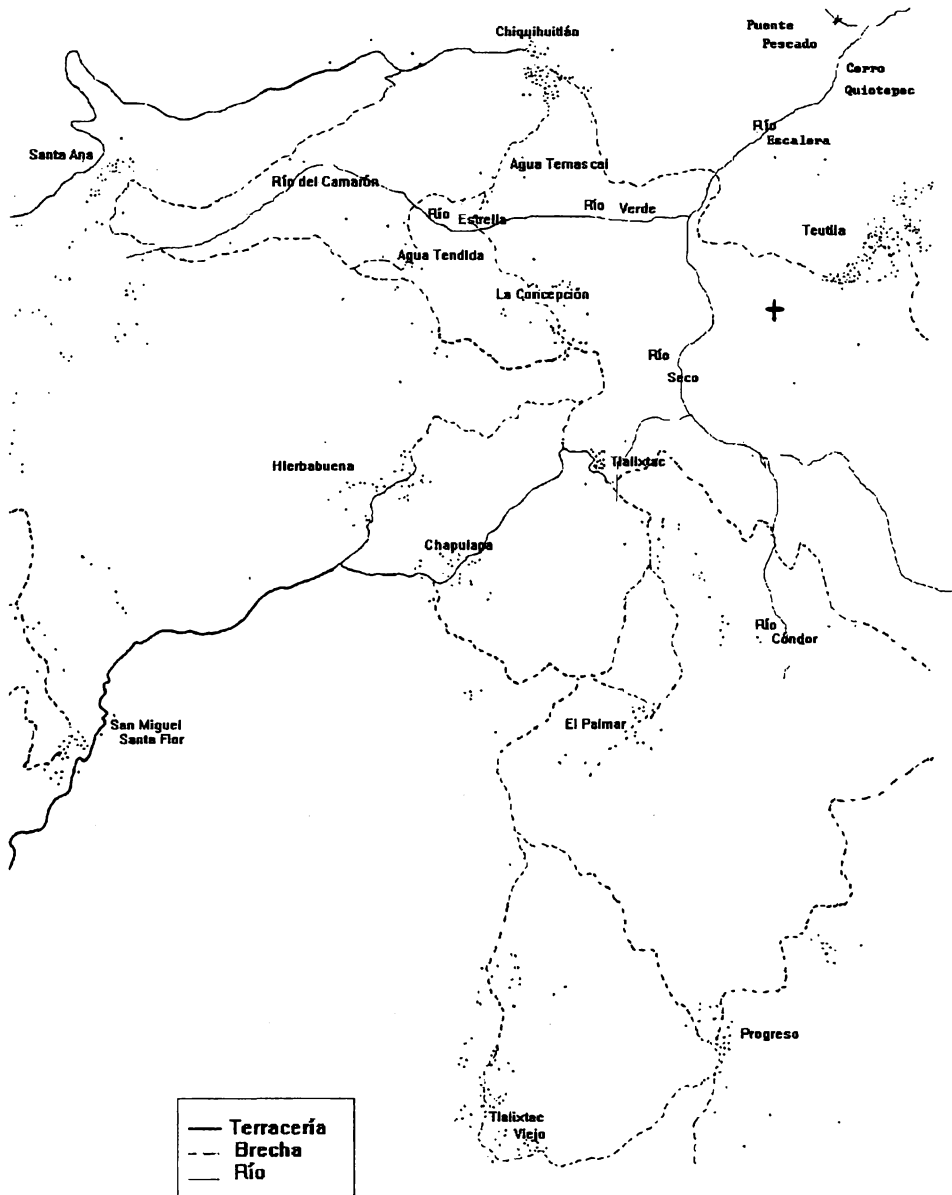 Puente
Pescado
Chiquihuitlán
Cerro
Quiotepec
Río
Escalera
Santa Ana
Agua Temascal
Río del Camarón
Río
Estrella
Río
Verde
Teutila
Agua Tendida
La Concepción
Río
Seco
Hierbabuena
Tlalixtac
Chapulapa
Río
Cóndor
San Miguel
Santa Flor
El Palmar
Progreso
Tlalixtac
Viejo
Terracería
Brecha
Río